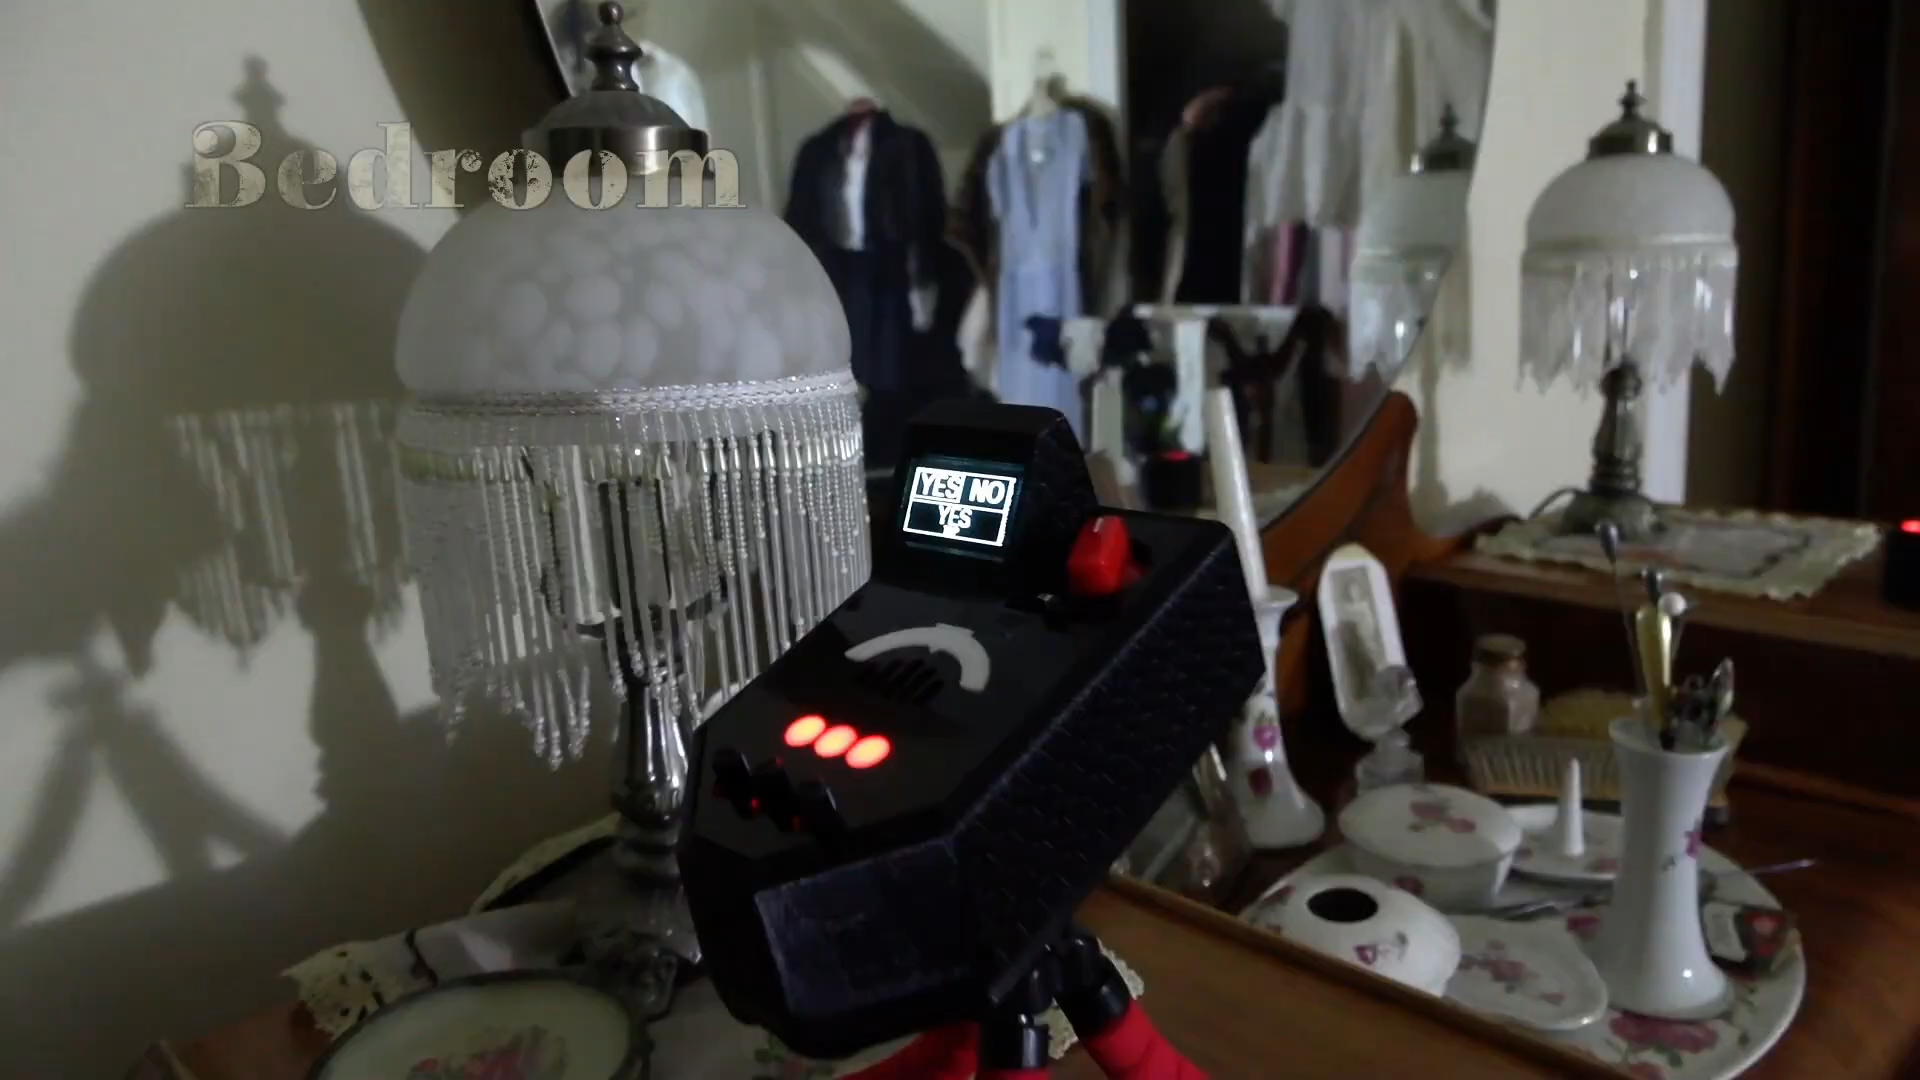 Bedroom
YES NO
YES